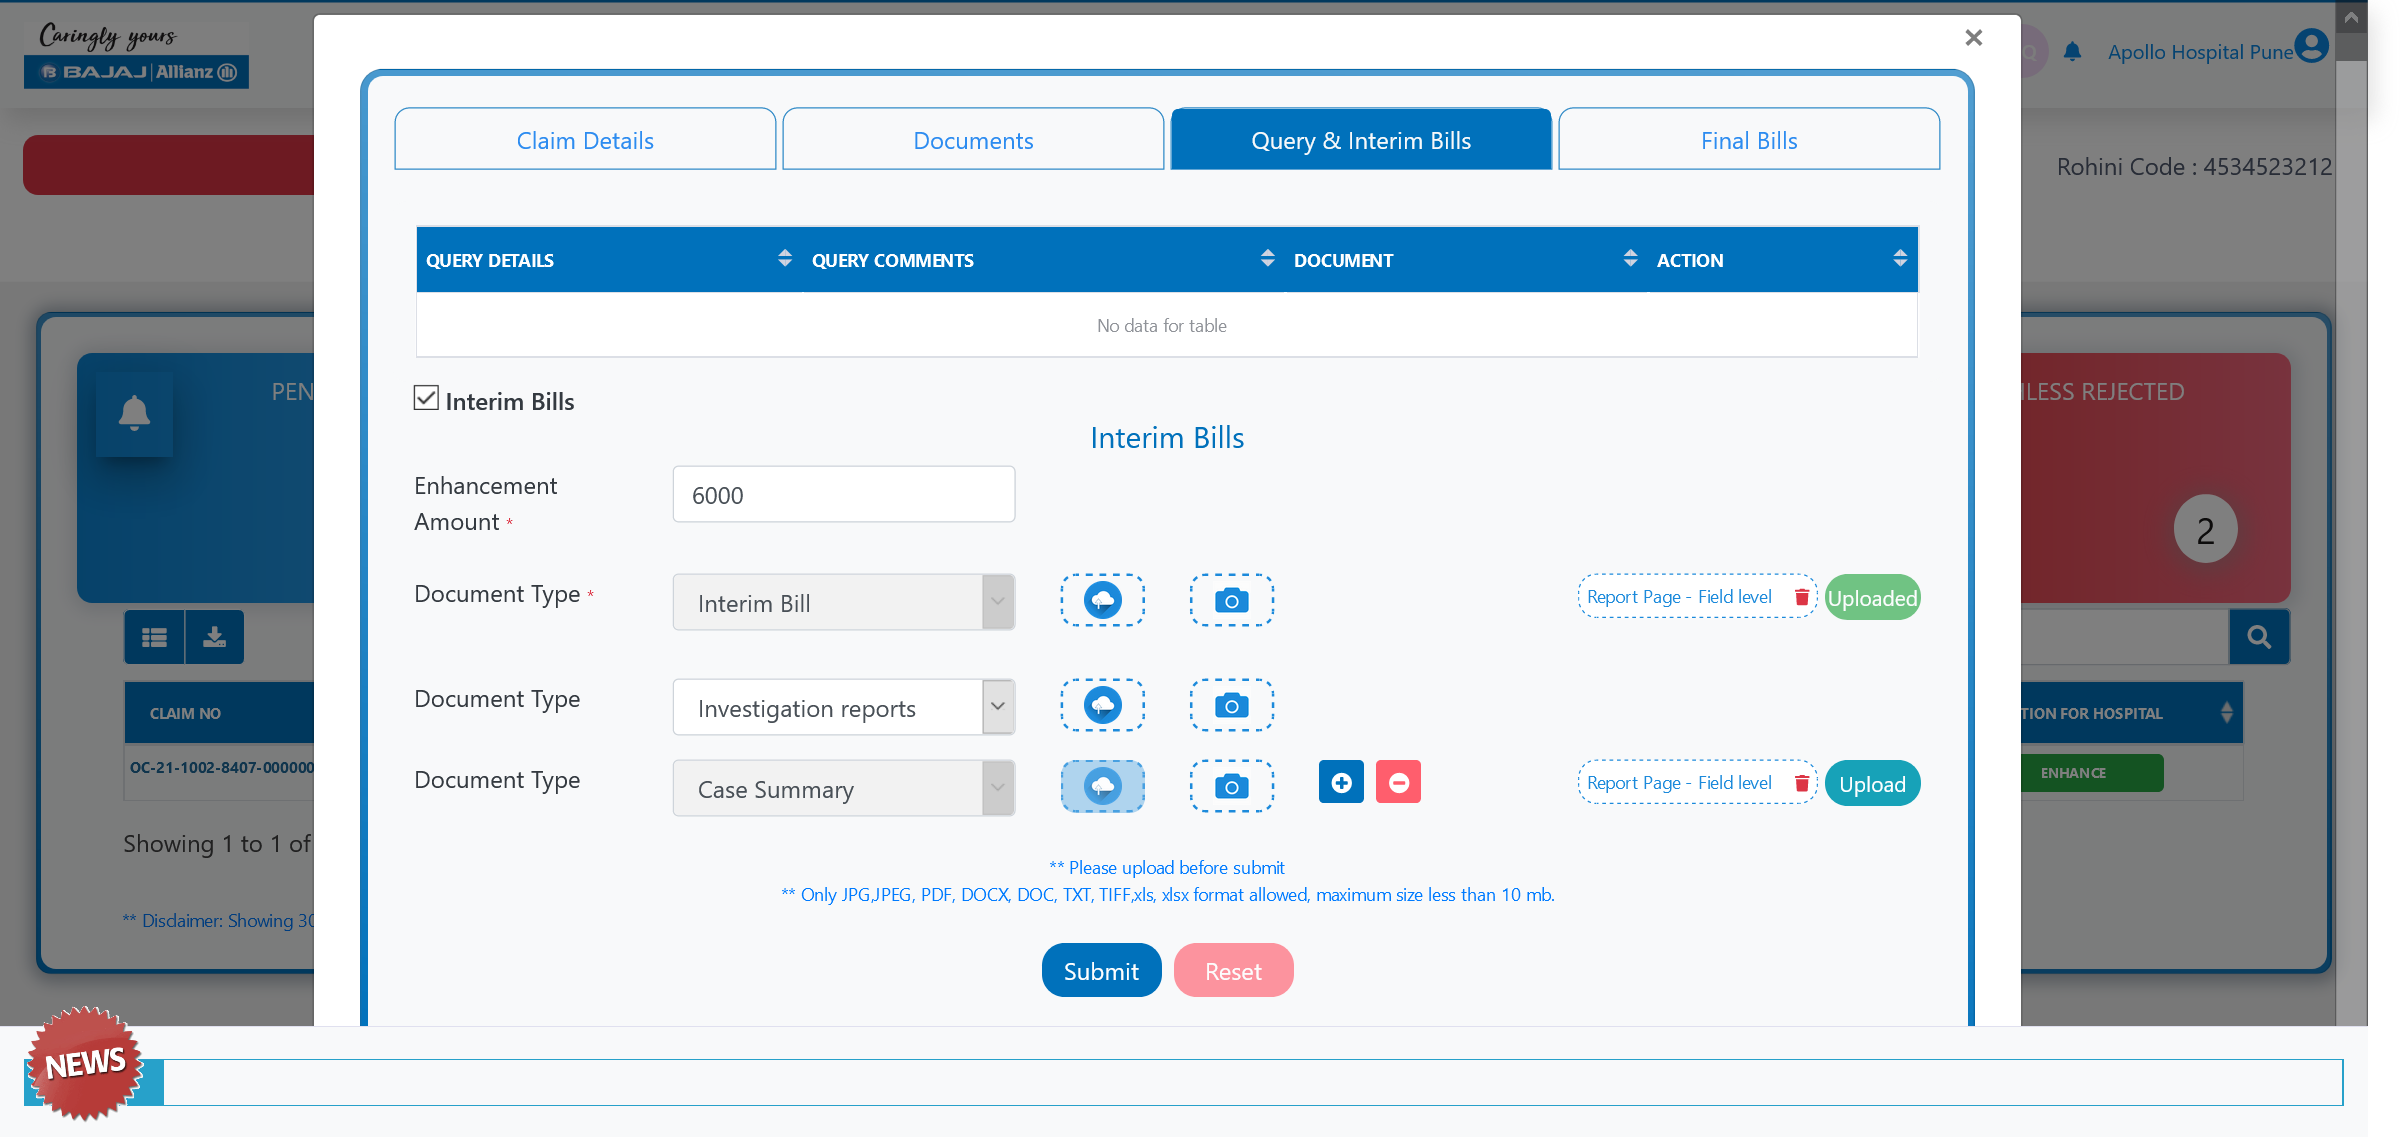 Caringly yours
BAJAJ | Allianz
Q
Apollo Hospital Pune
×
Claim Details
Documents
Query & Interim Bills
Final Bills
Rohini Code : 4534523212
QUERY DETAILS
QUERY COMMENTS
DOCUMENT
ACTION
No data for table
Interim Bills
Interim Bills
PEN
LESS REJECTED
2
Enhancement
Amount *
6000
Document Type *
Interim Bill
Report Page - Field level
Uploaded
Document Type
Investigation reports
CLAIM NO
TION FOR HOSPITAL
OC-21-1002-8407-000000
Document Type
Case Summary
Report Page - Field level
Upload
ENHANCE
Showing 1 to 1 of
** Please upload before submit
** Only JPG,JPEG, PDF, DOCX, DOC, TXT, TIFF,xls, xlsx format allowed, maximum size less than 10 mb.
** Disclaimer: Showing 30
Submit
Reset
NEWS